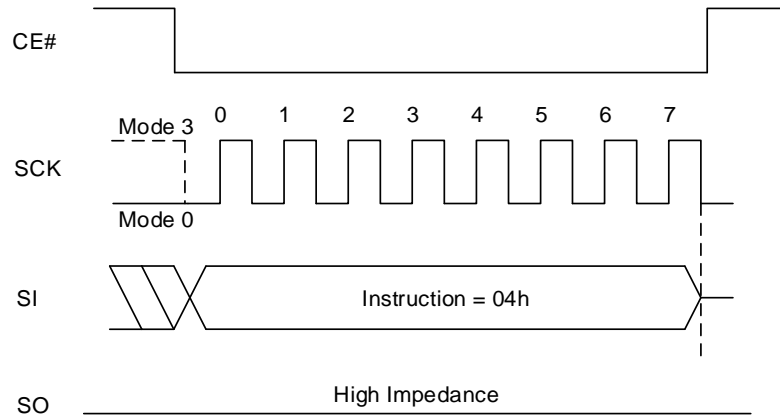 CE#
0 1 2 3 4 5 6 7
Mode 3
SCK
Mode 0
SI
Instruction = 04h
High Impedance
SO